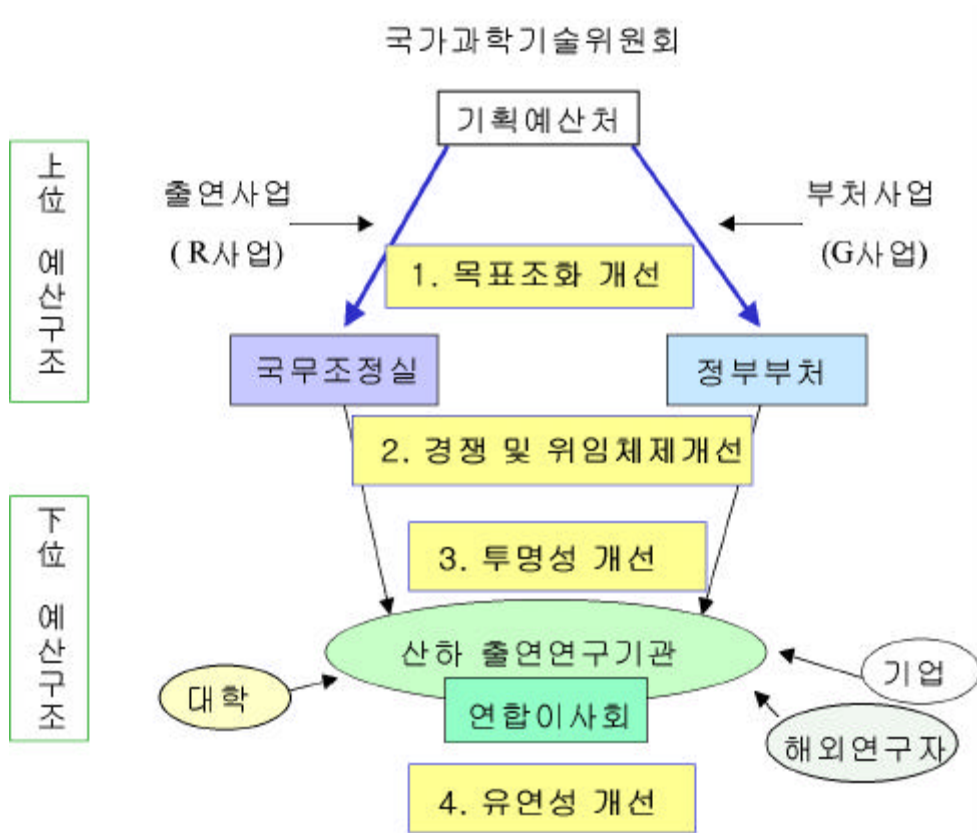 국가과학기술위원회
기획예산처
上位 예산구조
출연사업
(R사업)
부처사업
(G사업)
1. 목표조화 개선
국무조정실
정부부처
2. 경쟁 및 위임체제개선
下位 예산구조
3. 투명성 개선
산하 출연연구기관
대학
기업
연합이사회
해외연구자
4. 유연성 개선